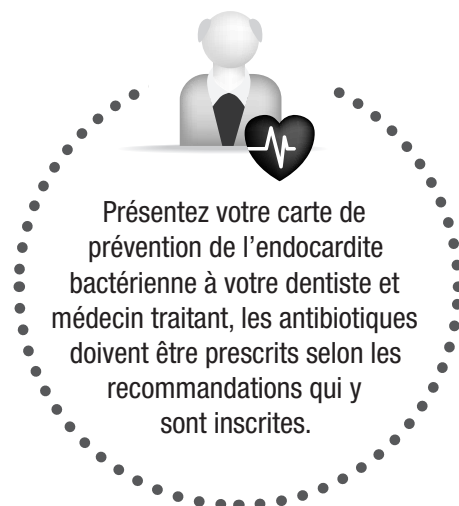 Présentez votre carte de
prévention de l’endocardite
bactérienne à votre dentiste et
médecin traitant, les antibiotiques
doivent être prescrits selon les
recommandations qui y
sont inscrites.